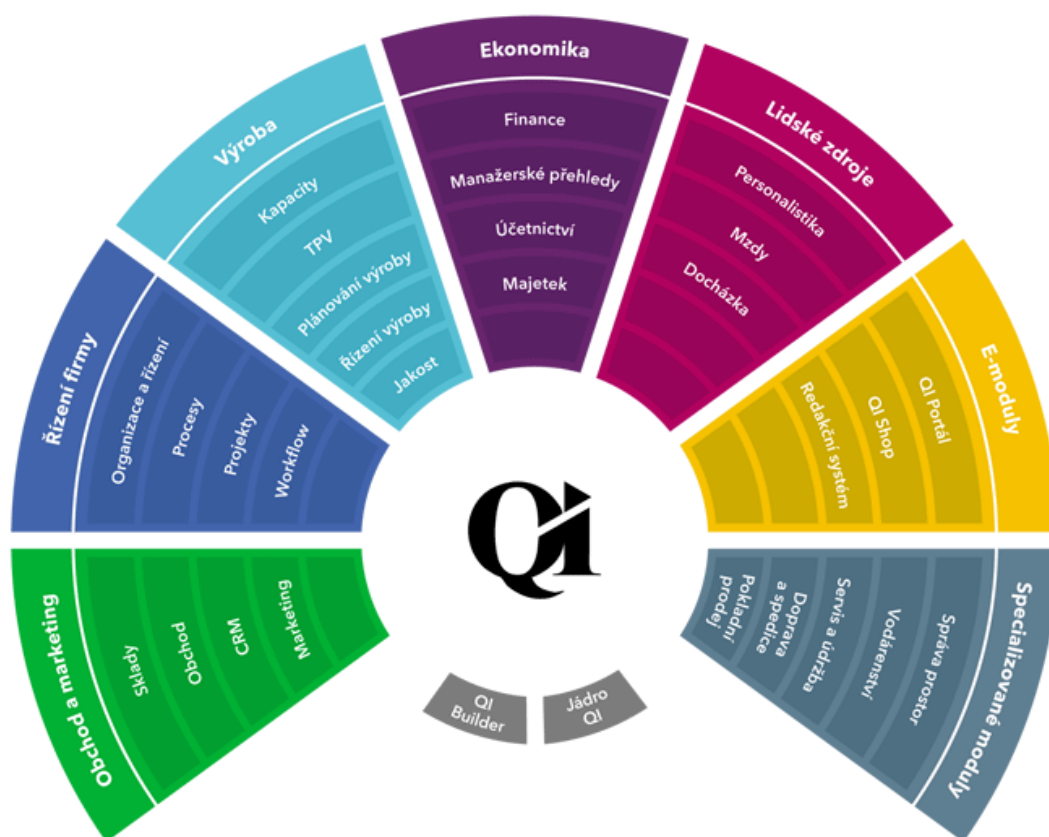 Obchod a marketing
Sklady
Obchod
CRM
Marketing
Řízení firmy
Organizace a řízení
Procesy
Projekty
Workflow
Výroba
Kapacity
TPV
Plánování výroby
Řízení výroby
Jakost
Ekonomika
Finance
Manažerské přehledy
Účetnictví
Majetek
Lidské zdroje
Personalistika
Mzdy
Docházka
E-moduly
QI Portál
QI Shop
Redakční systém
Specializované moduly
Správa prostor
Vodárenství
Servis a údržba
Doprava
a spedice
Pokladní
prodej
QI
QI
Builder
Jádro
QI